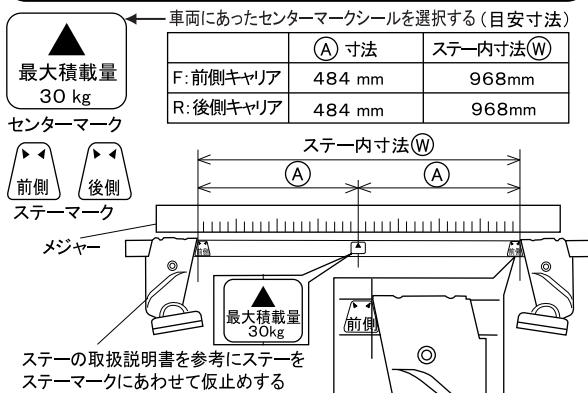 車両にあったセンターマークシールを選択する(目安寸法)
▲
最大積載量
30 kg
センターマーク
Ⓐ 寸法 ステー内寸法Ⓦ
F:前側キャリア 484 mm 968mm
R:後側キャリア 484 mm 968mm
前側 後側
ステーマーク
ステー内寸法Ⓦ
Ⓐ Ⓐ
メジャー
前側 前側
▲
最大積載量
30kg
前側
ステーの取扱説明書を参考にステーを
ステーマークにあわせて仮止めする